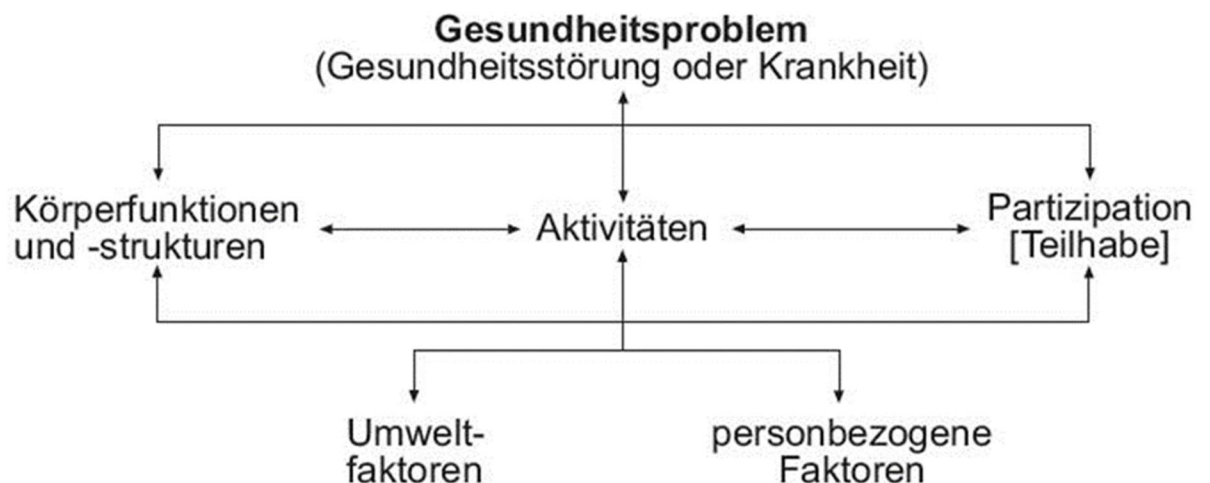 Gesundheitsproblem
(Gesundheitsstörung oder Krankheit)
Körperfunktionen
und -strukturen
Aktivitäten
Partizipation
[Teilhabe]
Umwelt-
faktoren
personbezogene
Faktoren